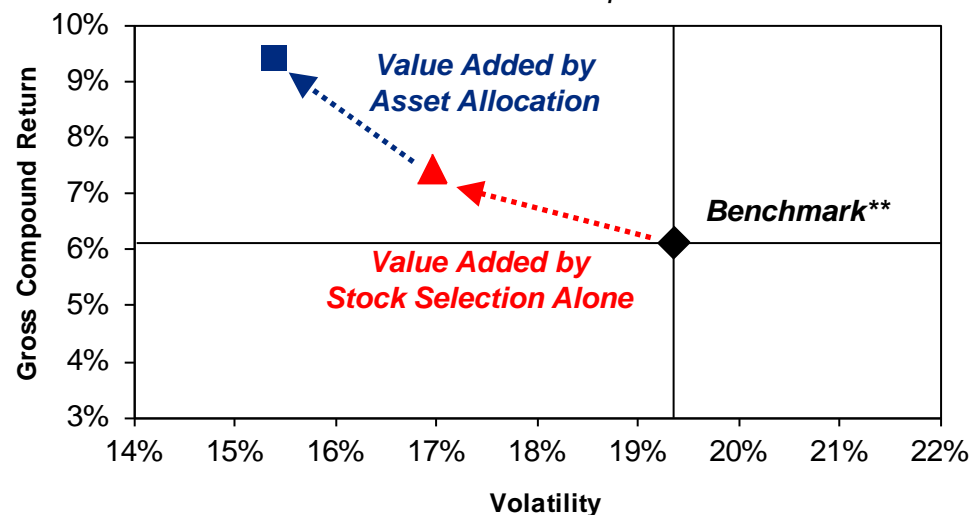 10%
9%
8%
7%
6%
5%
4%
3%
Gross Compound Return
Value Added by
Asset Allocation
Benchmark**
Value Added by
Stock Selection Alone
14%
15%
16%
17%
18%
19%
20%
21%
22%
Volatility